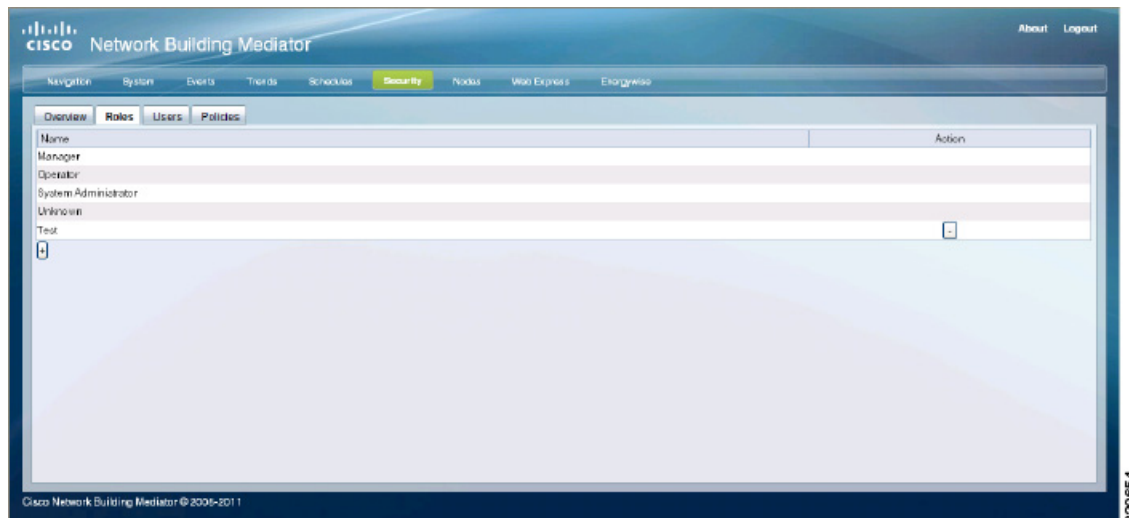 About Logout
CISCO Network Building Mediator
Navigation System Events Trends Schedules Security Nodes Web Express Energywise
Overview Roles Users Policies
Name Action
Manager
Operator
System Administrator
Unknown
Test -
+
Cisco Network Building Mediator © 2008-2011